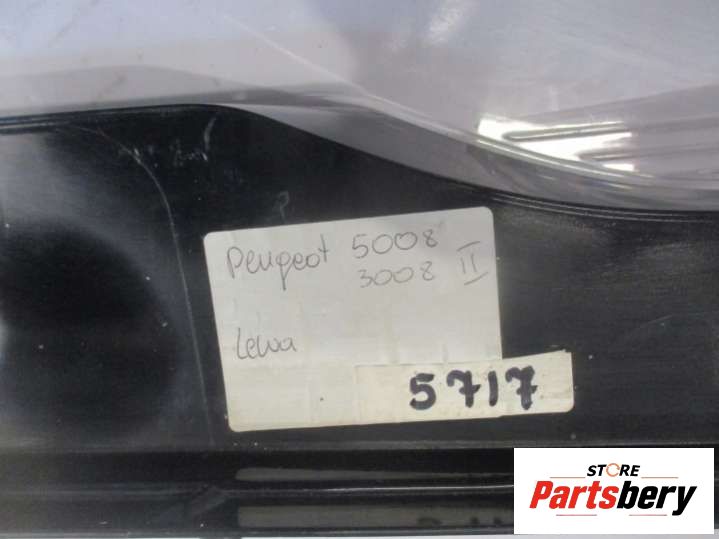 Peugeot 5008
3008 II
Lewa
5717
STORE
Partsbery